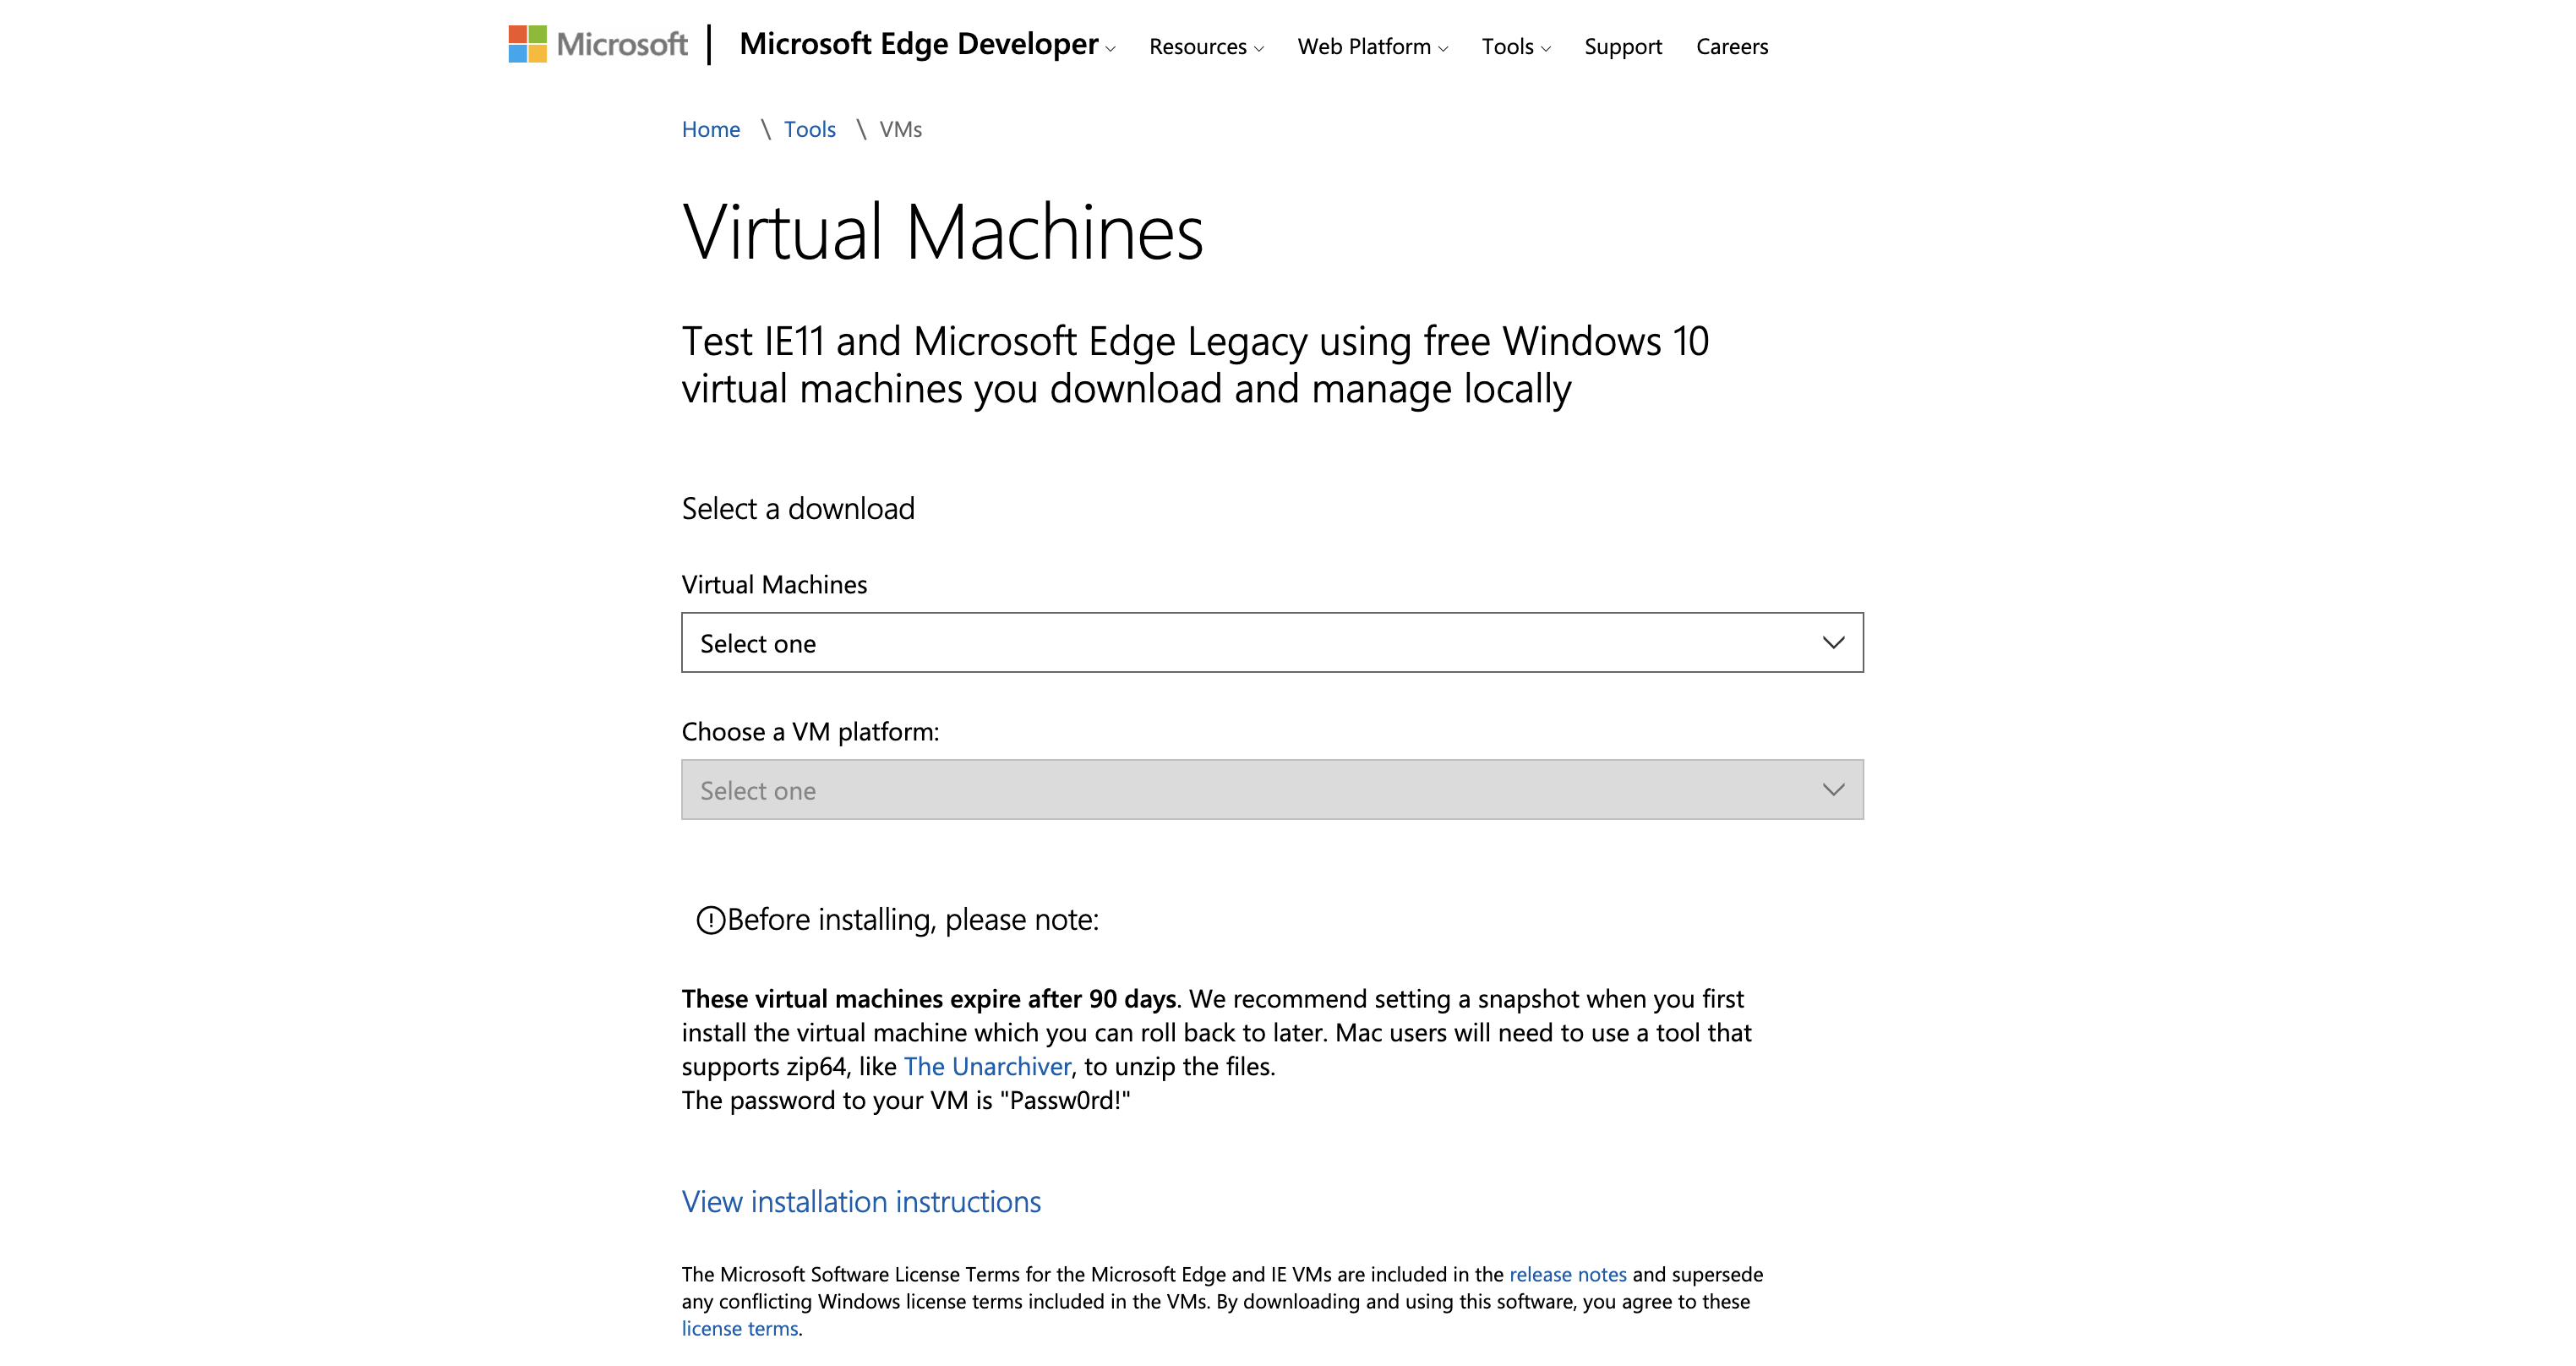 Microsoft | Microsoft Edge Developer Resources Web Platform Tools Support Careers
Home \ Tools \ VMs
Virtual Machines
Test IE11 and Microsoft Edge Legacy using free Windows 10
virtual machines you download and manage locally
Select a download
Virtual Machines
Select one
Choose a VM platform:
Select one
Before installing, please note:
These virtual machines expire after 90 days. We recommend setting a snapshot when you first
install the virtual machine which you can roll back to later. Mac users will need to use a tool that
supports zip64, like The Unarchiver, to unzip the files.
The password to your VM is "Passw0rd!"
View installation instructions
The Microsoft Software License Terms for the Microsoft Edge and IE VMs are included in the release notes and supersede
any conflicting Windows license terms included in the VMs. By downloading and using this software, you agree to these
license terms.